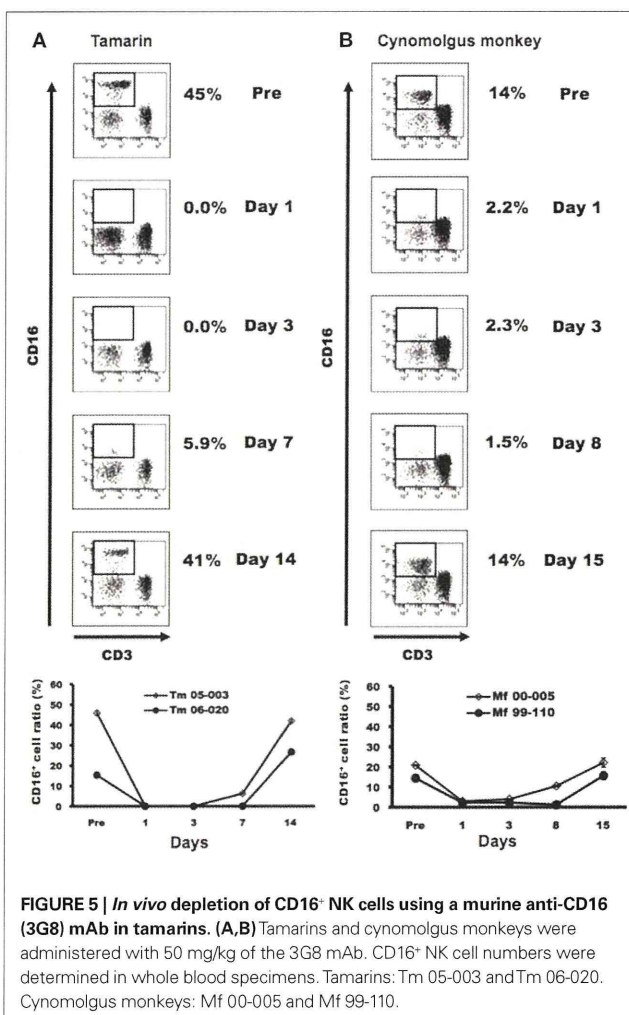 A Tamarin
B Cynomolgus monkey
CD16
45% Pre
0.0% Day 1
0.0% Day 3
5.9% Day 7
41% Day 14
CD3
CD16
14% Pre
2.2% Day 1
2.3% Day 3
1.5% Day 8
14% Day 15
CD3
CD16⁺ cell ratio (%)
60
50
40
30
20
10
0
Tm 05-003
Tm 06-020
Pre 1 3 7 14
Days
CD16⁺ cell ratio (%)
60
50
40
30
20
10
0
Mf 00-005
Mf 99-110
Pre 1 3 8 15
Days
FIGURE 5 | In vivo depletion of CD16⁺ NK cells using a murine anti-CD16
(3G8) mAb in tamarins. (A,B) Tamarins and cynomolgus monkeys were
administered with 50 mg/kg of the 3G8 mAb. CD16⁺ NK cell numbers were
determined in whole blood specimens. Tamarins: Tm 05-003 and Tm 06-020.
Cynomolgus monkeys: Mf 00-005 and Mf 99-110.